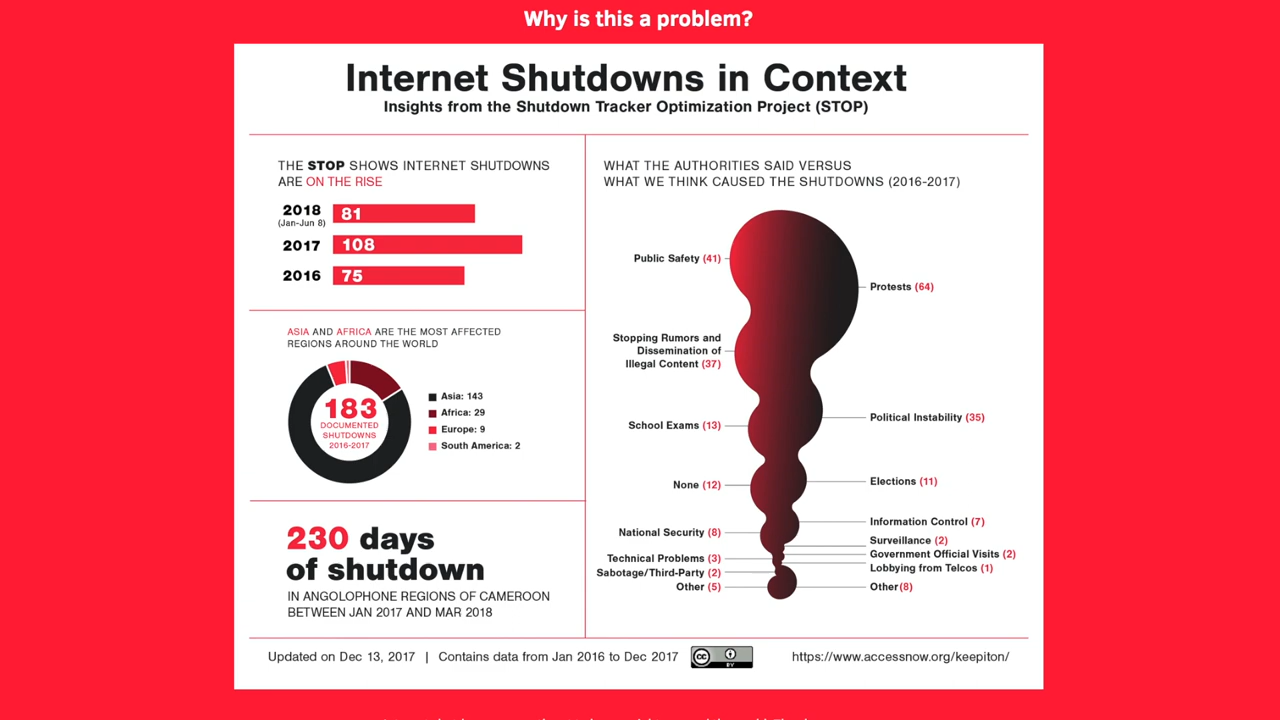 Why is this a problem?
Internet Shutdowns in Context
Insights from the Shutdown Tracker Optimization Project (STOP)
THE STOP SHOWS INTERNET SHUTDOWNS
ARE ON THE RISE
2018 81
(Jan-Jun 8)
2017 108
2016 75
ASIA AND AFRICA ARE THE MOST AFFECTED
REGIONS AROUND THE WORLD
183
DOCUMENTED
SHUTDOWNS
2016-2017
Asia: 143
Africa: 29
Europe: 9
South America: 2
230 days
of shutdown
IN ANGOLOPHONE REGIONS OF CAMEROON
BETWEEN JAN 2017 AND MAR 2018
WHAT THE AUTHORITIES SAID VERSUS
WHAT WE THINK CAUSED THE SHUTDOWNS (2016-2017)
Public Safety (41)
Stopping Rumors and
Dissemination of
Illegal Content (37)
School Exams (13)
None (12)
National Security (8)
Technical Problems (3)
Sabotage/Third-Party (2)
Other (5)
Protests (64)
Political Instability (35)
Elections (11)
Information Control (7)
Surveillance (2)
Government Official Visits (2)
Lobbying from Telcos (1)
Other(8)
Updated on Dec 13, 2017 | Contains data from Jan 2016 to Dec 2017
cc
BY
https://www.accessnow.org/keepiton/